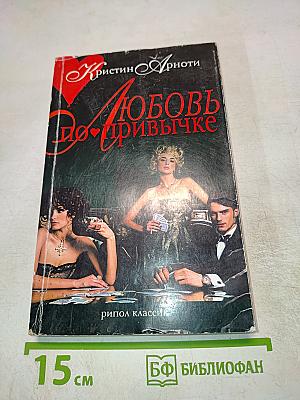 Кристин Арноти
Любовь
по привычке
рипол классик
15 см
БФ БИБЛИОФАН